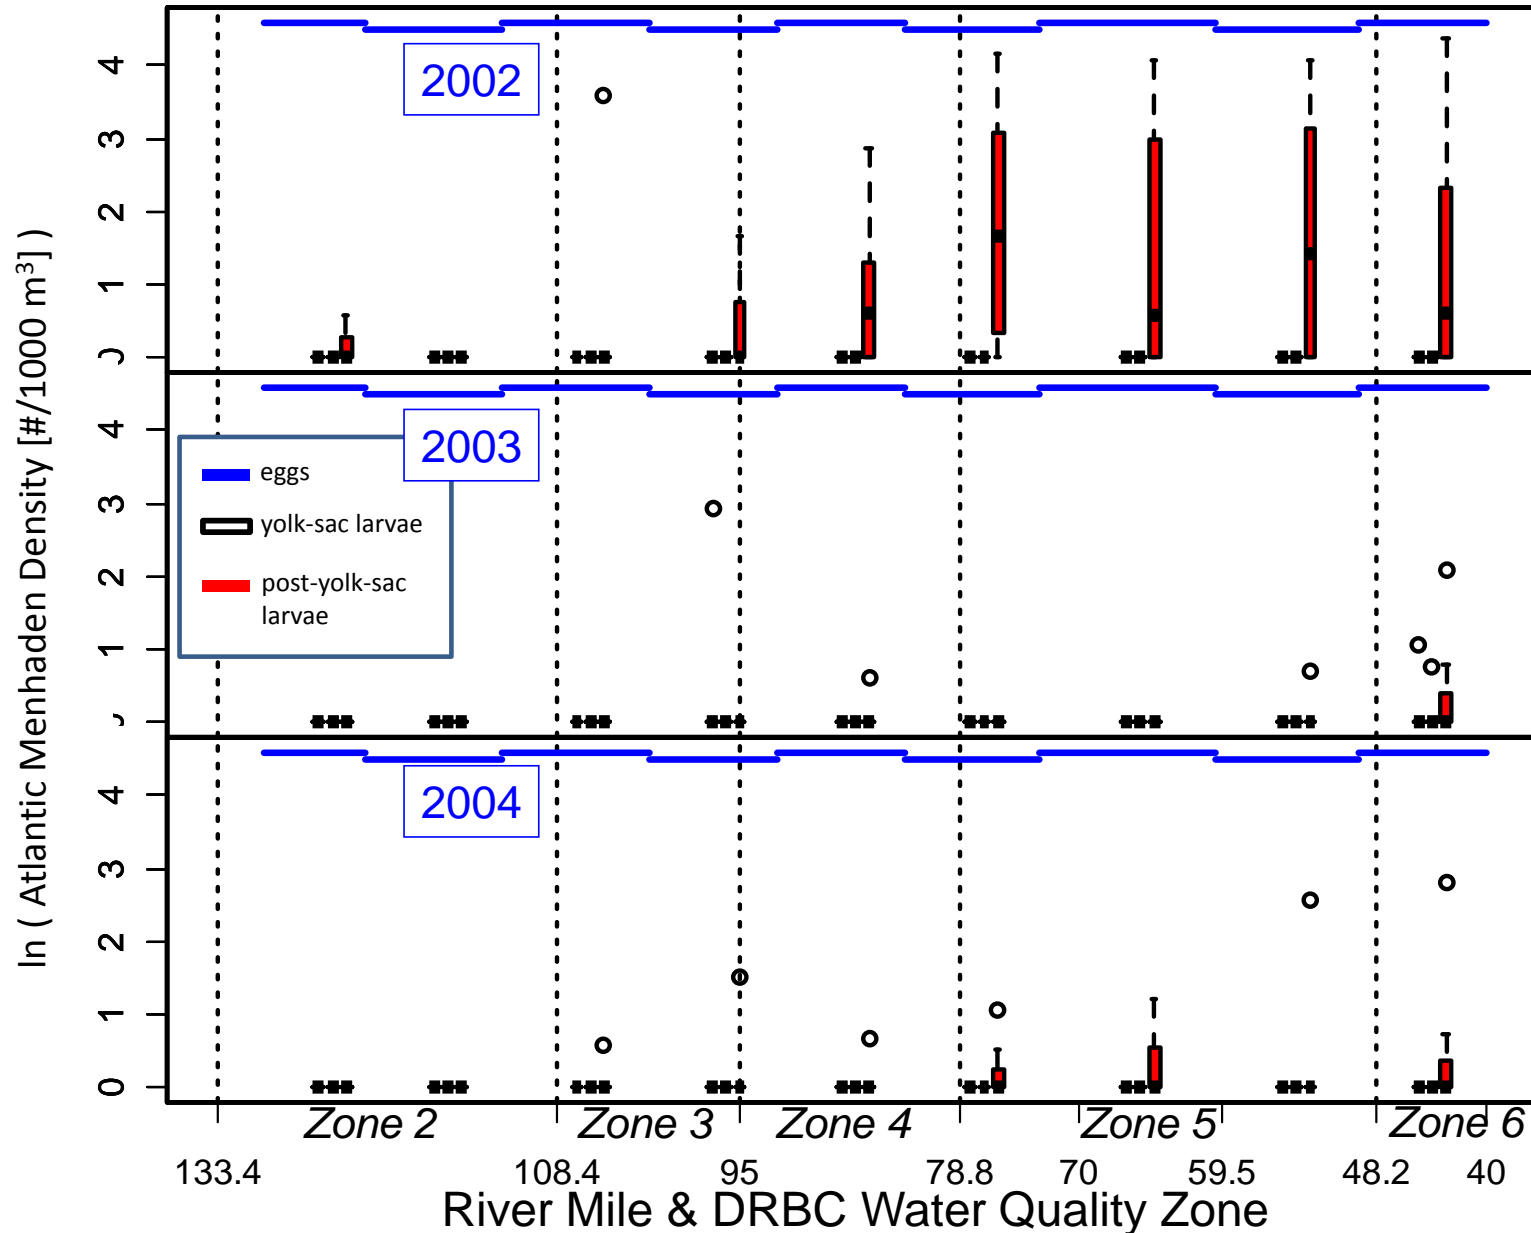 ln ( Atlantic Menhaden Density [#/1000 m³] )
4
3
2
1
2002
4
3
2
1
2003
eggs
yolk-sac larvae
post-yolk-sac
larvae
4
3
2
1
0
2004
Zone 2
Zone 3
Zone 4
Zone 5
Zone 6
133.4
108.4
95
78.8
70
59.5
48.2
40
River Mile & DRBC Water Quality Zone